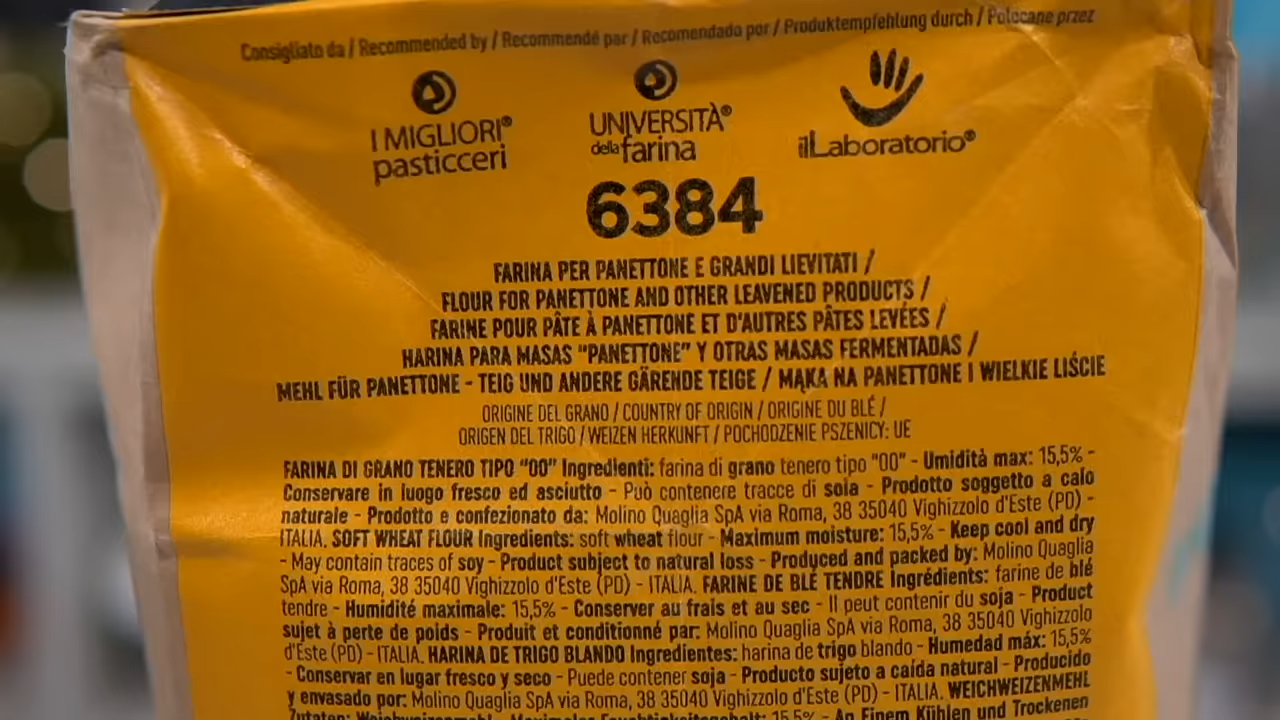 Consigliato da / Recommended by / Recommendé par / Recomendado por / Produktempfehlung durch / Polecane przez
I MIGLIORI®
pasticceri
UNIVERSITÀ®
della farina
ilLaboratorio®
6384
FARINA PER PANETTONE E GRANDI LIEVITATI /
FLOUR FOR PANETTONE AND OTHER LEAVENED PRODUCTS /
FARINE POUR PÂTE À PANETTONE ET D'AUTRES PÂTES LEVÉES /
HARINA PARA MASAS "PANETTONE" Y OTRAS MASAS FERMENTADAS /
MEHL FÜR PANETTONE - TEIG UND ANDERE GÄRENDE TEIGE / MĄKA NA PANETTONE I WIELKIE LIŚCIE
ORIGINE DEL GRANO / COUNTRY OF ORIGIN / ORIGINE DU BLÉ /
ORIGEN DEL TRIGO / WEIZEN HERKUNFT / POCHODZENIE PSZENICY: UE
FARINA DI GRANO TENERO TIPO "00" Ingredienti: farina di grano tenero tipo "00" - Umidità max: 15,5% -
Conservare in luogo fresco ed asciutto - Può contenere tracce di soia - Prodotto soggetto a calo
naturale - Prodotto e confezionato da: Molino Quaglia SpA via Roma, 38 35040 Vighizzolo d'Este (PD) -
ITALIA. SOFT WHEAT FLOUR Ingredients: soft wheat flour - Maximum moisture: 15,5% - Keep cool and dry
- May contain traces of soy - Product subject to natural loss - Produced and packed by: Molino Quaglia
SpA via Roma, 38 35040 Vighizzolo d'Este (PD) - ITALIA. FARINE DE BLÉ TENDRE Ingrédients: farine de blé
tendre - Humidité maximale: 15,5% - Conserver au frais et au sec - Il peut contenir du soja - Product
sujet à perte de poids - Produit et conditionné par: Molino Quaglia SpA via Roma, 38 35040 Vighizzolo
d'Este (PD) - ITALIA. HARINA DE TRIGO BLANDO Ingredientes: harina de trigo blando - Humedad máx: 15,5%
- Conservar en lugar fresco y seco - Puede contener soja - Producto sujeto a caída natural - Producido
y envasado por: Molino Quaglia SpA via Roma, 38 35040 Vighizzolo d'Este (PD) - ITALIA. WEICHWEIZENMEHL
Zutaten: Weichweizenmehl - Maximaler Feuchtigkeitsgehalt: 15,5% - An Einem Kühlen und Trockenen